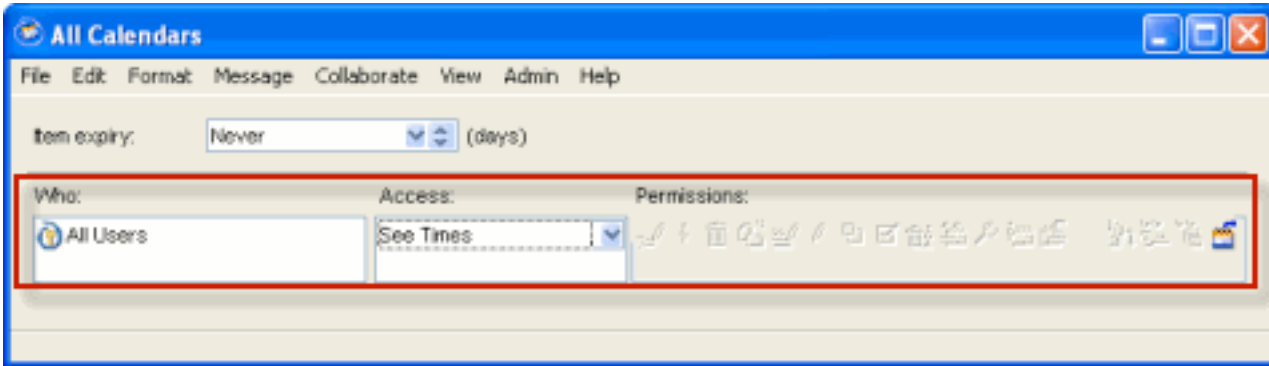 All Calendars
File Edit Format Message Collaborate View Admin Help
Item expiry: Never (days)
Who: Access: Permissions:
All Users See Times